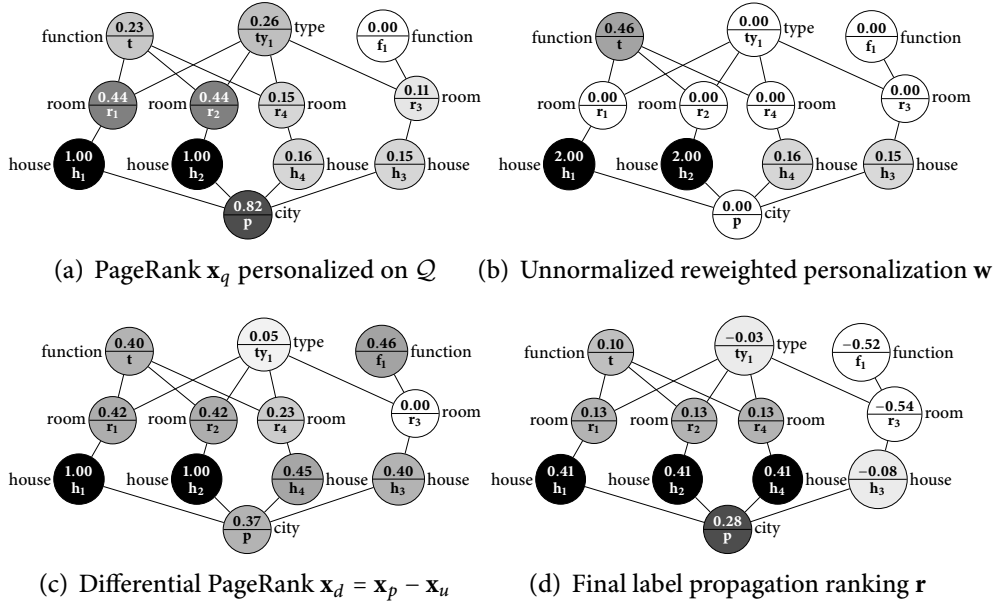 0.23 0.26 0.00
function t ty₁ type f₁ function
0.44 0.44 0.15 0.11
room r₁ room r₂ r₄ room r₃ room
1.00 1.00 0.16 0.15
house h₁ house h₂ h₄ house h₃ house
0.82
p city
(a) PageRank x_q personalized on Q
0.46 0.00 0.00
function t ty₁ type f₁ function
0.00 0.00 0.00 0.00
room r₁ room r₂ r₄ room r₃ room
2.00 2.00 0.16 0.15
house h₁ house h₂ h₄ house h₃ house
0.00
p city
(b) Unnormalized reweighted personalization w
0.40 0.05 0.46
function t ty₁ type f₁ function
0.42 0.42 0.23 0.00
room r₁ room r₂ r₄ room r₃ room
1.00 1.00 0.45 0.40
house h₁ house h₂ h₄ house h₃ house
0.37
p city
(c) Differential PageRank x_d = x_p − x_u
0.10 −0.03 −0.52
function t ty₁ type f₁ function
0.13 0.13 0.13 −0.54
room r₁ room r₂ r₄ room r₃ room
0.41 0.41 0.41 −0.08
house h₁ house h₂ h₄ house h₃ house
0.28
p city
(d) Final label propagation ranking r